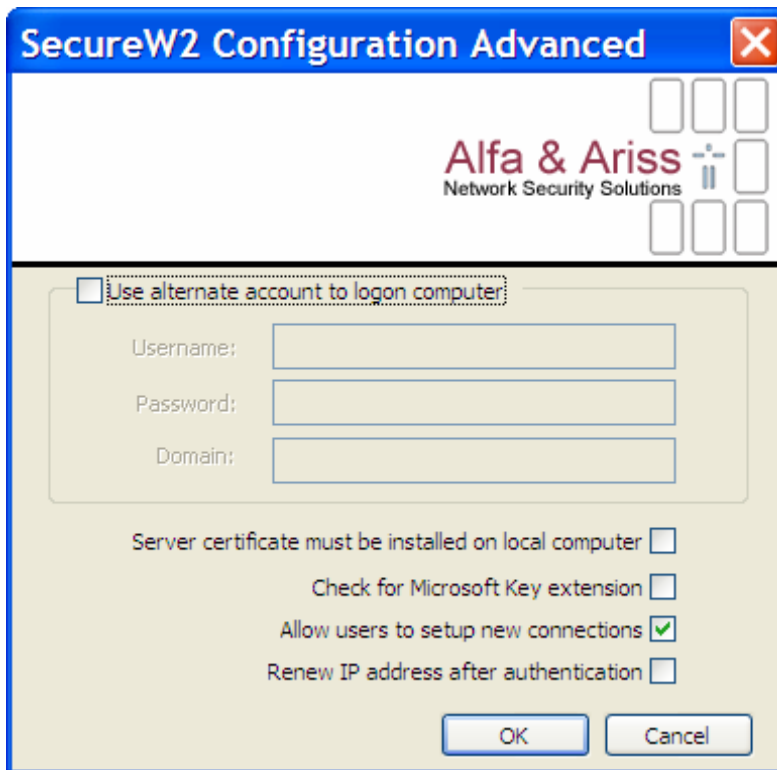 SecureW2 Configuration Advanced
Alfa & Ariss
Network Security Solutions
Use alternate account to logon computer
Username:
Password:
Domain:
Server certificate must be installed on local computer
Check for Microsoft Key extension
Allow users to setup new connections
Renew IP address after authentication
OK
Cancel